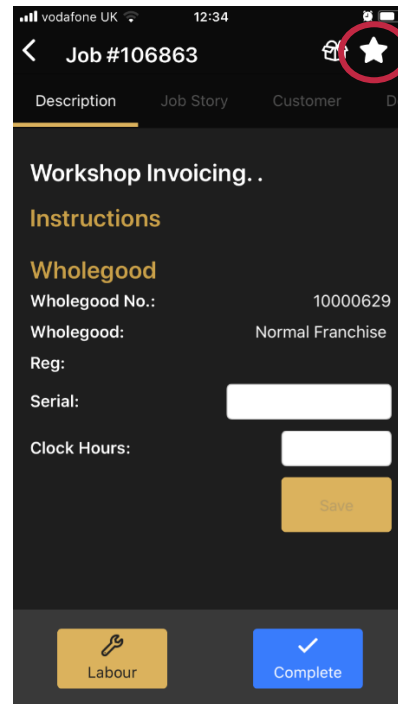 vodafone UK 12:34
Job #106863
Description Job Story Customer D
Workshop Invoicing. .
Instructions
Wholegood
Wholegood No.: 10000629
Wholegood: Normal Franchise
Reg:
Serial:
Clock Hours:
Save
Labour Complete